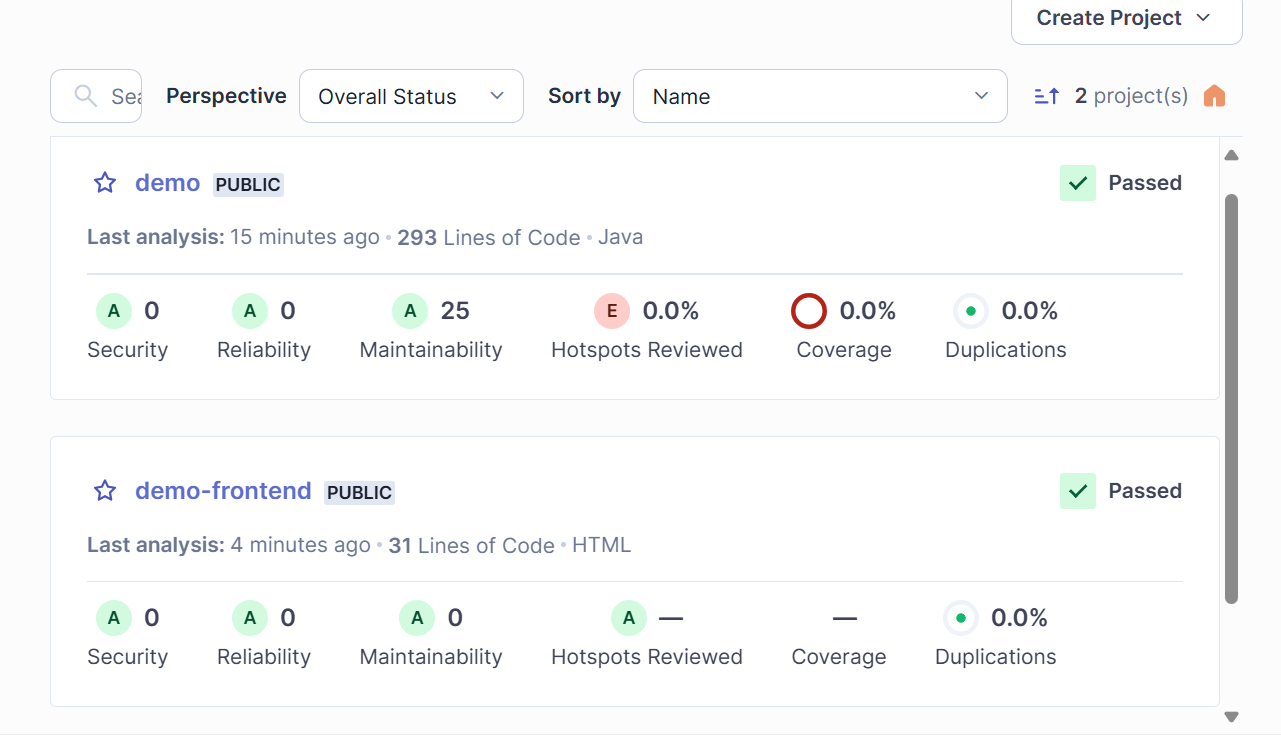 Create Project
Sea Perspective Overall Status Sort by Name 2 project(s)
demo PUBLIC Passed
Last analysis: 15 minutes ago • 293 Lines of Code • Java
A 0 A 0 A 25 E 0.0% 0.0% 0.0%
Security Reliability Maintainability Hotspots Reviewed Coverage Duplications
demo-frontend PUBLIC Passed
Last analysis: 4 minutes ago • 31 Lines of Code • HTML
A 0 A 0 A 0 A — — 0.0%
Security Reliability Maintainability Hotspots Reviewed Coverage Duplications